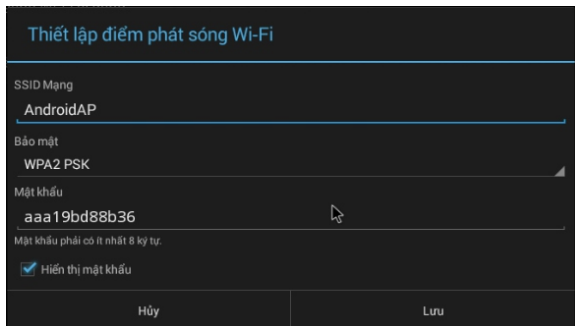 Thiết lập điểm phát sóng Wi-Fi
SSID Mạng
AndroidAP
Bảo mật
WPA2 PSK
Mật khẩu
aaa19bd88b36
Mật khẩu phải có ít nhất 8 ký tự.
Hiển thị mật khẩu
Hủy Lưu